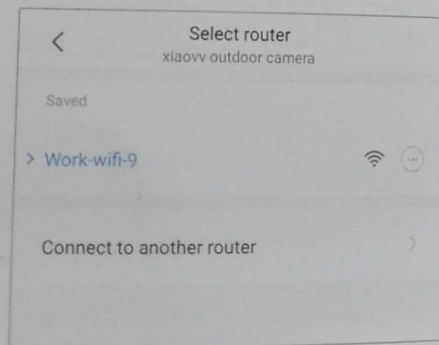 Select router
xiaovv outdoor camera
Saved
Work-wifi-9
Connect to another router